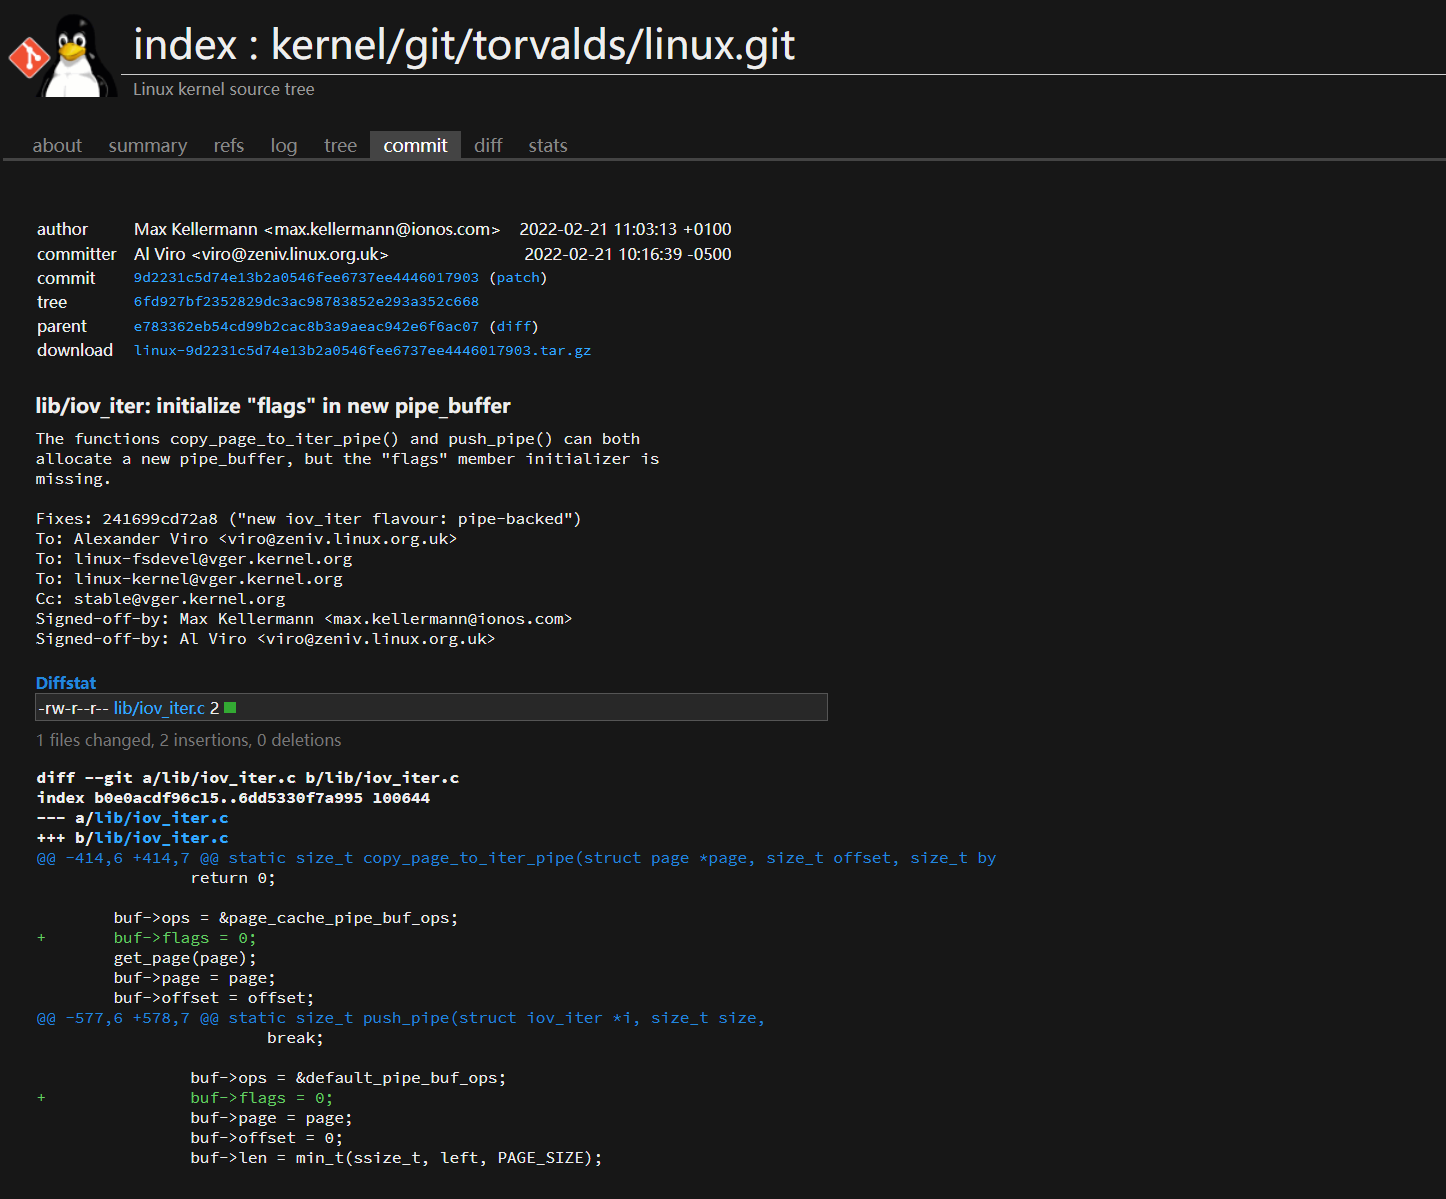 index : kernel/git/torvalds/linux.git
Linux kernel source tree
about summary refs log tree commit diff stats
author Max Kellermann <max.kellermann@ionos.com> 2022-02-21 11:03:13 +0100
committer Al Viro <viro@zeniv.linux.org.uk> 2022-02-21 10:16:39 -0500
commit 9d2231c5d74e13b2a0546fee6737ee4446017903 (patch)
tree 6fd927bf2352829dc3ac98783852e293a352c668
parent e783362eb54cd99b2cac8b3a9aeac942e6f6ac07 (diff)
download linux-9d2231c5d74e13b2a0546fee6737ee4446017903.tar.gz
lib/iov_iter: initialize "flags" in new pipe_buffer
The functions copy_page_to_iter_pipe() and push_pipe() can both
allocate a new pipe_buffer, but the "flags" member initializer is
missing.
Fixes: 241699cd72a8 ("new iov_iter flavour: pipe-backed")
To: Alexander Viro <viro@zeniv.linux.org.uk>
To: linux-fsdevel@vger.kernel.org
To: linux-kernel@vger.kernel.org
Cc: stable@vger.kernel.org
Signed-off-by: Max Kellermann <max.kellermann@ionos.com>
Signed-off-by: Al Viro <viro@zeniv.linux.org.uk>
Diffstat
-rw-r--r-- lib/iov_iter.c 2
1 files changed, 2 insertions, 0 deletions
diff --git a/lib/iov_iter.c b/lib/iov_iter.c
index b0e0acdf96c15..6dd5330f7a995 100644
--- a/lib/iov_iter.c
+++ b/lib/iov_iter.c
@@ -414,6 +414,7 @@ static size_t copy_page_to_iter_pipe(struct page *page, size_t offset, size_t by
return 0;
buf->ops = &page_cache_pipe_buf_ops;
+ buf->flags = 0;
get_page(page);
buf->page = page;
buf->offset = offset;
@@ -577,6 +578,7 @@ static size_t push_pipe(struct iov_iter *i, size_t size,
break;
buf->ops = &default_pipe_buf_ops;
+ buf->flags = 0;
buf->page = page;
buf->offset = 0;
buf->len = min_t(ssize_t, left, PAGE_SIZE);